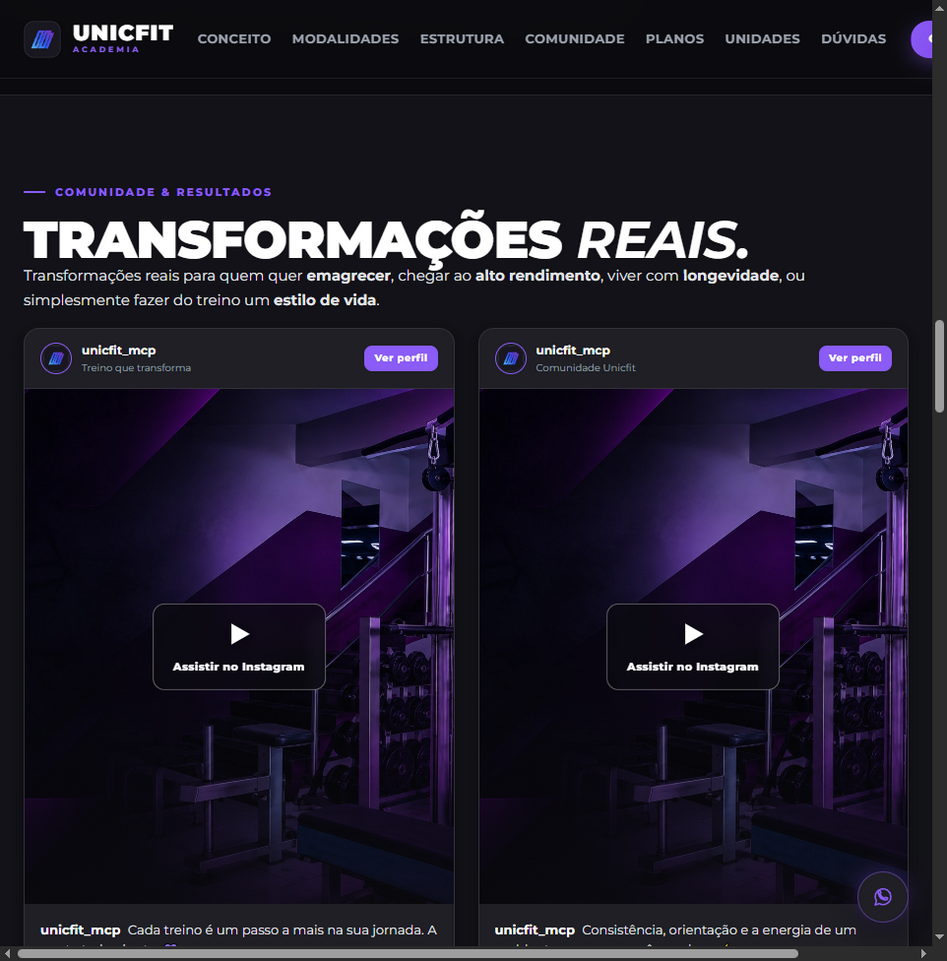 UNICFIT
ACADEMIA
CONCEITO MODALIDADES ESTRUTURA COMUNIDADE PLANOS UNIDADES DÚVIDAS
COMUNIDADE & RESULTADOS
TRANSFORMAÇÕES REAIS.
Transformações reais para quem quer emagrecer, chegar ao alto rendimento, viver com longevidade, ou
simplesmente fazer do treino um estilo de vida.
unicfit_mcp
Treino que transforma
Ver perfil
Assistir no Instagram
unicfit_mcp Cada treino é um passo a mais na sua jornada. A
unicfit_mcp
Comunidade Unicfit
Ver perfil
Assistir no Instagram
unicfit_mcp Consistência, orientação e a energia de um